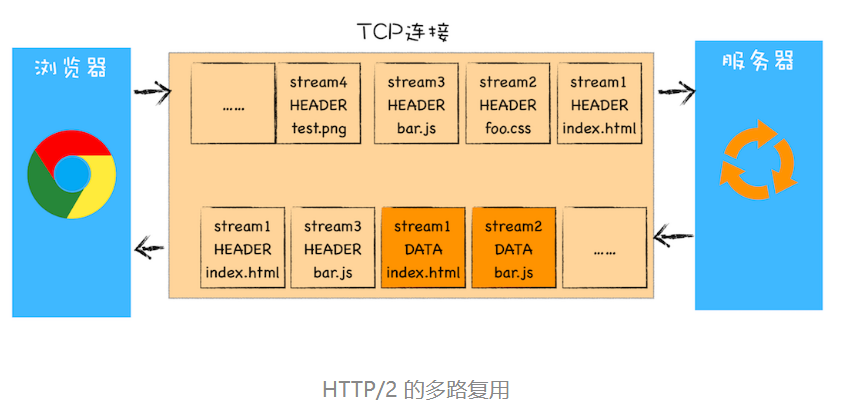 TCP连接
浏览器
服务器
……
stream4
HEADER
test.png
stream3
HEADER
bar.js
stream2
HEADER
foo.css
stream1
HEADER
index.html
stream1
HEADER
index.html
stream3
HEADER
bar.js
stream1
DATA
index.html
stream2
DATA
bar.js
……
HTTP/2 的多路复用